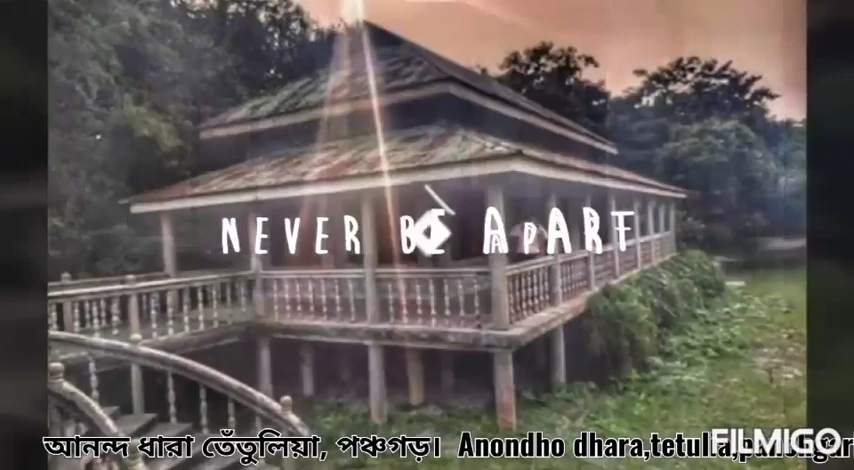 NEVER BE APART
আনন্দ ধারা তেঁতুলিয়া, পঞ্চগড়। Anondho dhara,tetulia,
FILMIGO